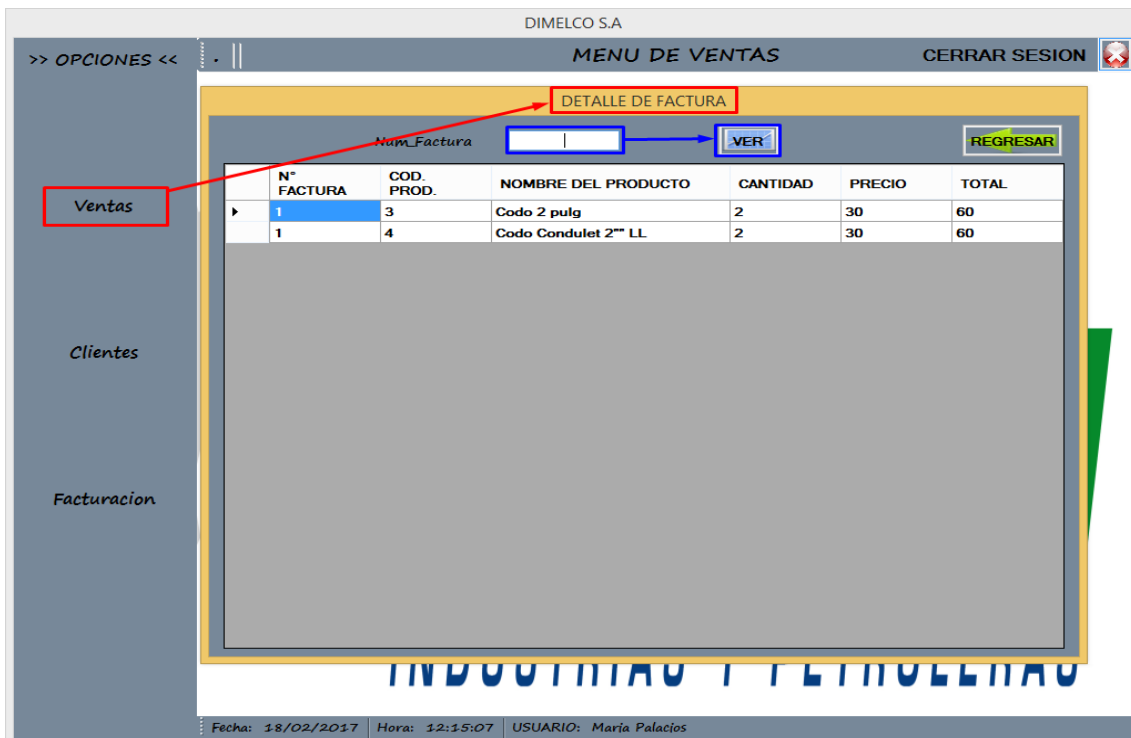 DIMELCO S.A
>> OPCIONES << . MENU DE VENTAS CERRAR SESION
DETALLE DE FACTURA
Num_Factura VER REGRESAR
N° FACTURA COD. PROD. NOMBRE DEL PRODUCTO CANTIDAD PRECIO TOTAL
1 3 Codo 2 pulg 2 30 60
1 4 Codo Condulet 2"" LL 2 30 60
Ventas
Clientes
Facturacion
INDUSTRIAS Y PETROLERAS
Fecha: 18/02/2017 Hora: 12:15:07 USUARIO: Maria Palacios